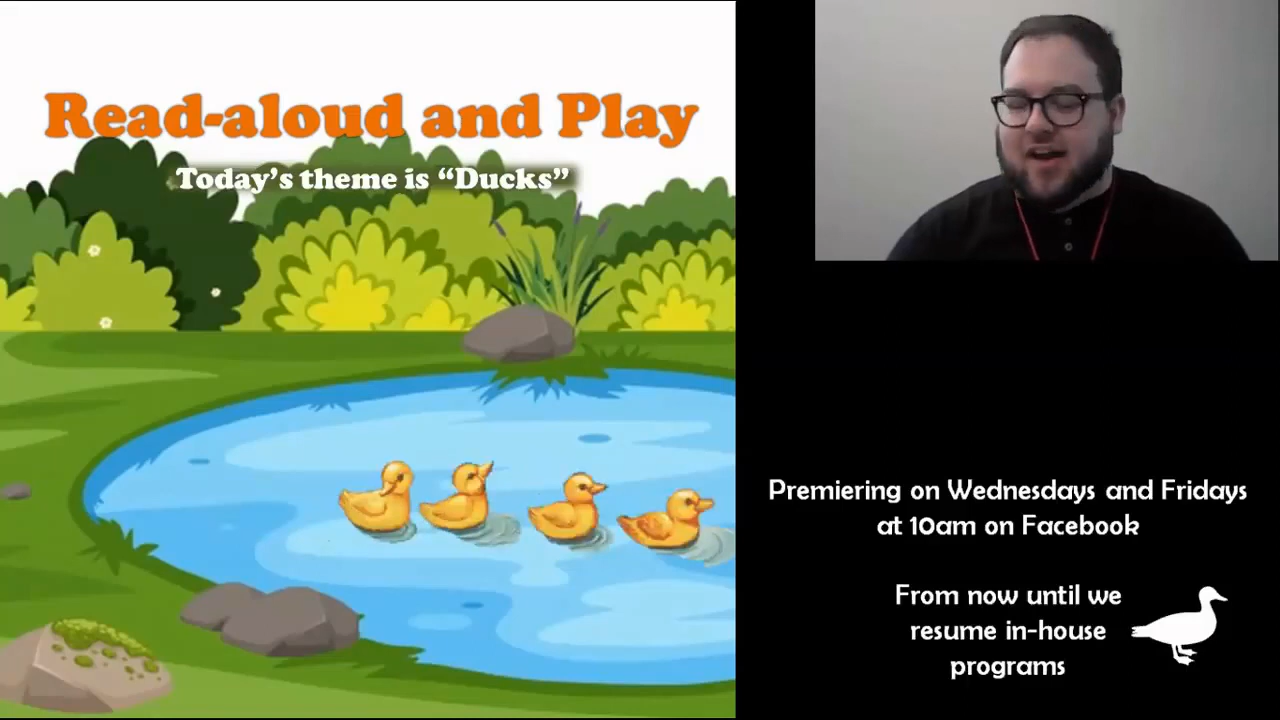 Read-aloud and Play
Today's theme is “Ducks”
Premiering on Wednesdays and Fridays
at 10am on Facebook
From now until we
resume in-house
programs